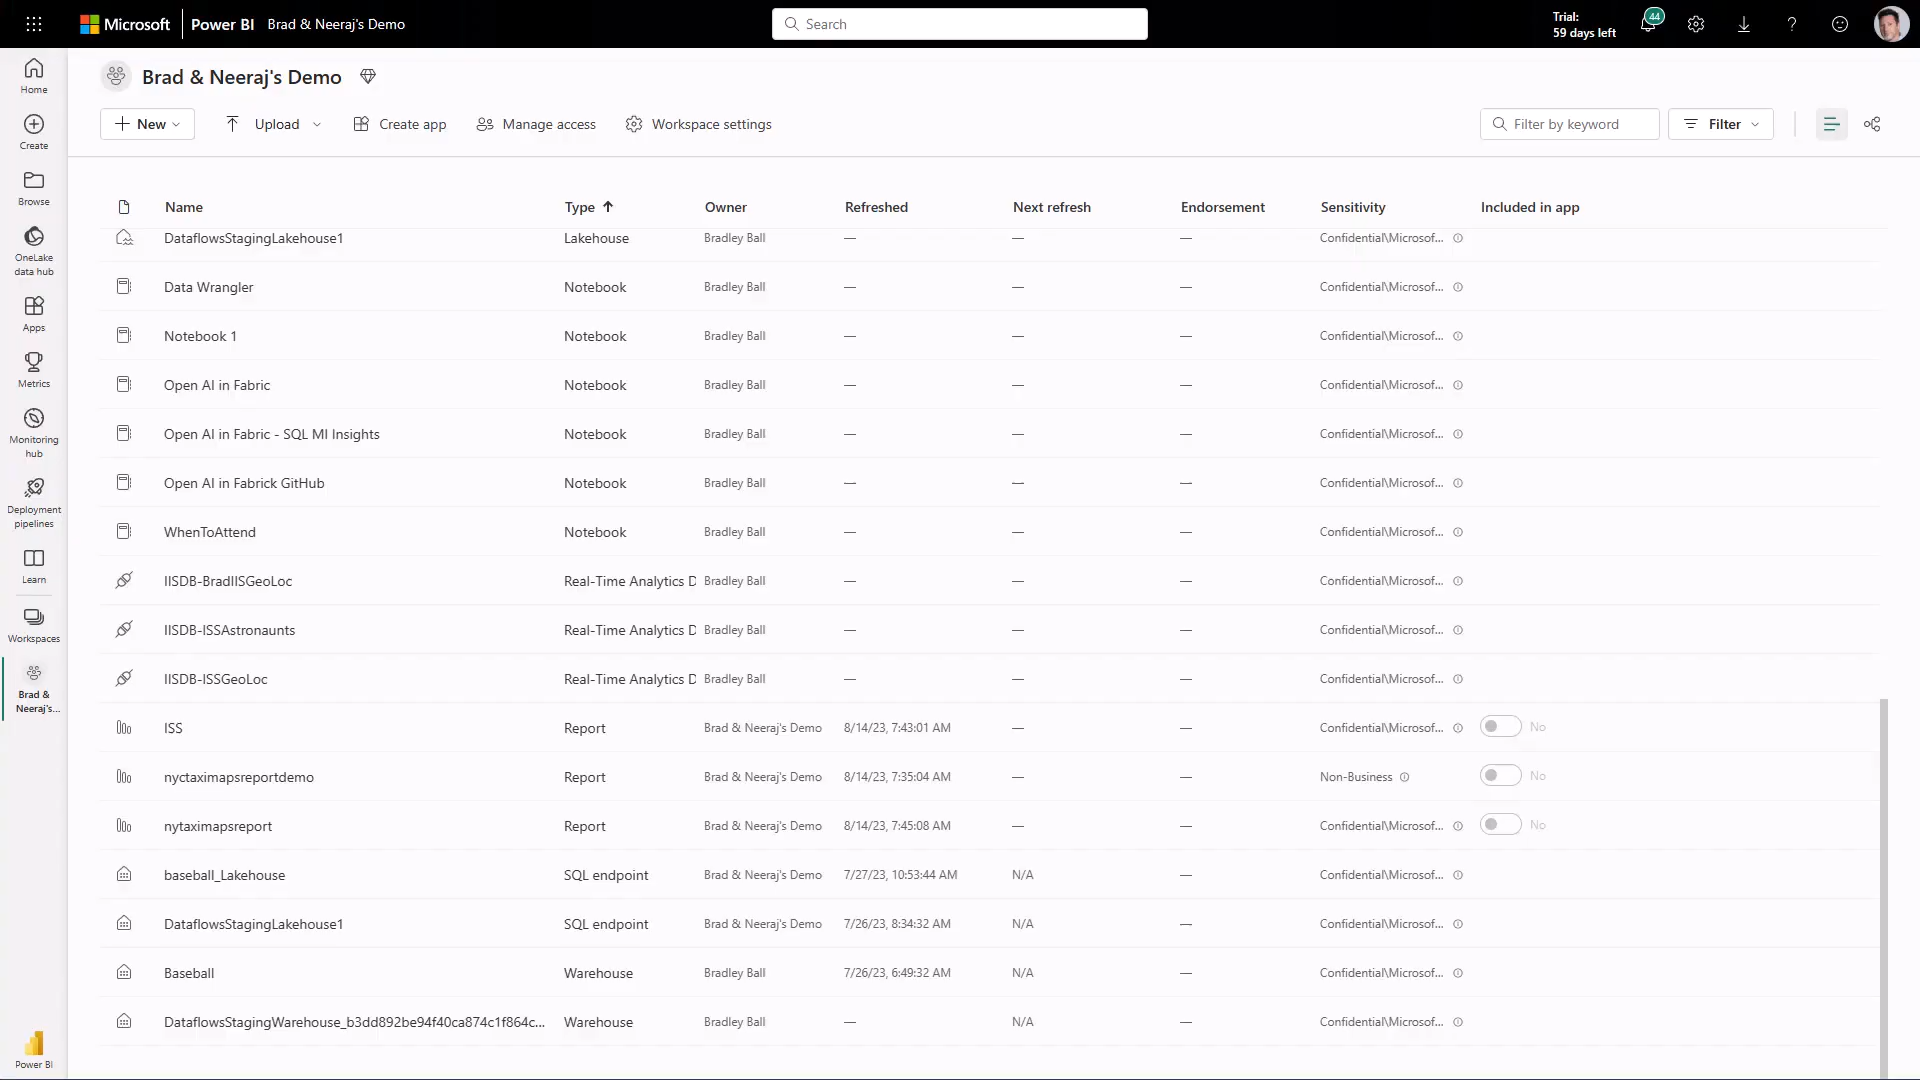 Microsoft Power BI Brad & Neeraj's Demo
Search
Trial:
59 days left
44
Home
Create
Browse
OneLake
data hub
Apps
Metrics
Monitoring
hub
Deployment
pipelines
Learn
Workspaces
Brad &
Neeraj's...
Power BI
Brad & Neeraj's Demo
New Upload Create app Manage access Workspace settings
Filter by keyword Filter
Name Type Owner Refreshed Next refresh Endorsement Sensitivity Included in app
DataflowsStagingLakehouse1 Lakehouse Bradley Ball — — — Confidential\Microsof...
Data Wrangler Notebook Bradley Ball — — — Confidential\Microsof...
Notebook 1 Notebook Bradley Ball — — — Confidential\Microsof...
Open AI in Fabric Notebook Bradley Ball — — — Confidential\Microsof...
Open AI in Fabric - SQL MI Insights Notebook Bradley Ball — — — Confidential\Microsof...
Open AI in Fabrick GitHub Notebook Bradley Ball — — — Confidential\Microsof...
WhenToAttend Notebook Bradley Ball — — — Confidential\Microsof...
IISDB-BradIISGeoLoc Real-Time Analytics D Bradley Ball — — — Confidential\Microsof...
IISDB-ISSAstronaunts Real-Time Analytics D Bradley Ball — — — Confidential\Microsof...
IISDB-ISSGeoLoc Real-Time Analytics D Bradley Ball — — — Confidential\Microsof...
ISS Report Brad & Neeraj's Demo 8/14/23, 7:43:01 AM — — Confidential\Microsof... No
nyctaximapsreportdemo Report Brad & Neeraj's Demo 8/14/23, 7:35:04 AM — — Non-Business No
nytaximapsreport Report Brad & Neeraj's Demo 8/14/23, 7:45:08 AM — — Confidential\Microsof... No
baseball_Lakehouse SQL endpoint Brad & Neeraj's Demo 7/27/23, 10:53:44 AM N/A — Confidential\Microsof...
DataflowsStagingLakehouse1 SQL endpoint Brad & Neeraj's Demo 7/26/23, 8:34:32 AM N/A — Confidential\Microsof...
Baseball Warehouse Bradley Ball 7/26/23, 6:49:32 AM N/A — Confidential\Microsof...
DataflowsStagingWarehouse_b3dd892be94f40ca874c1f864c... Warehouse Bradley Ball — N/A — Confidential\Microsof...